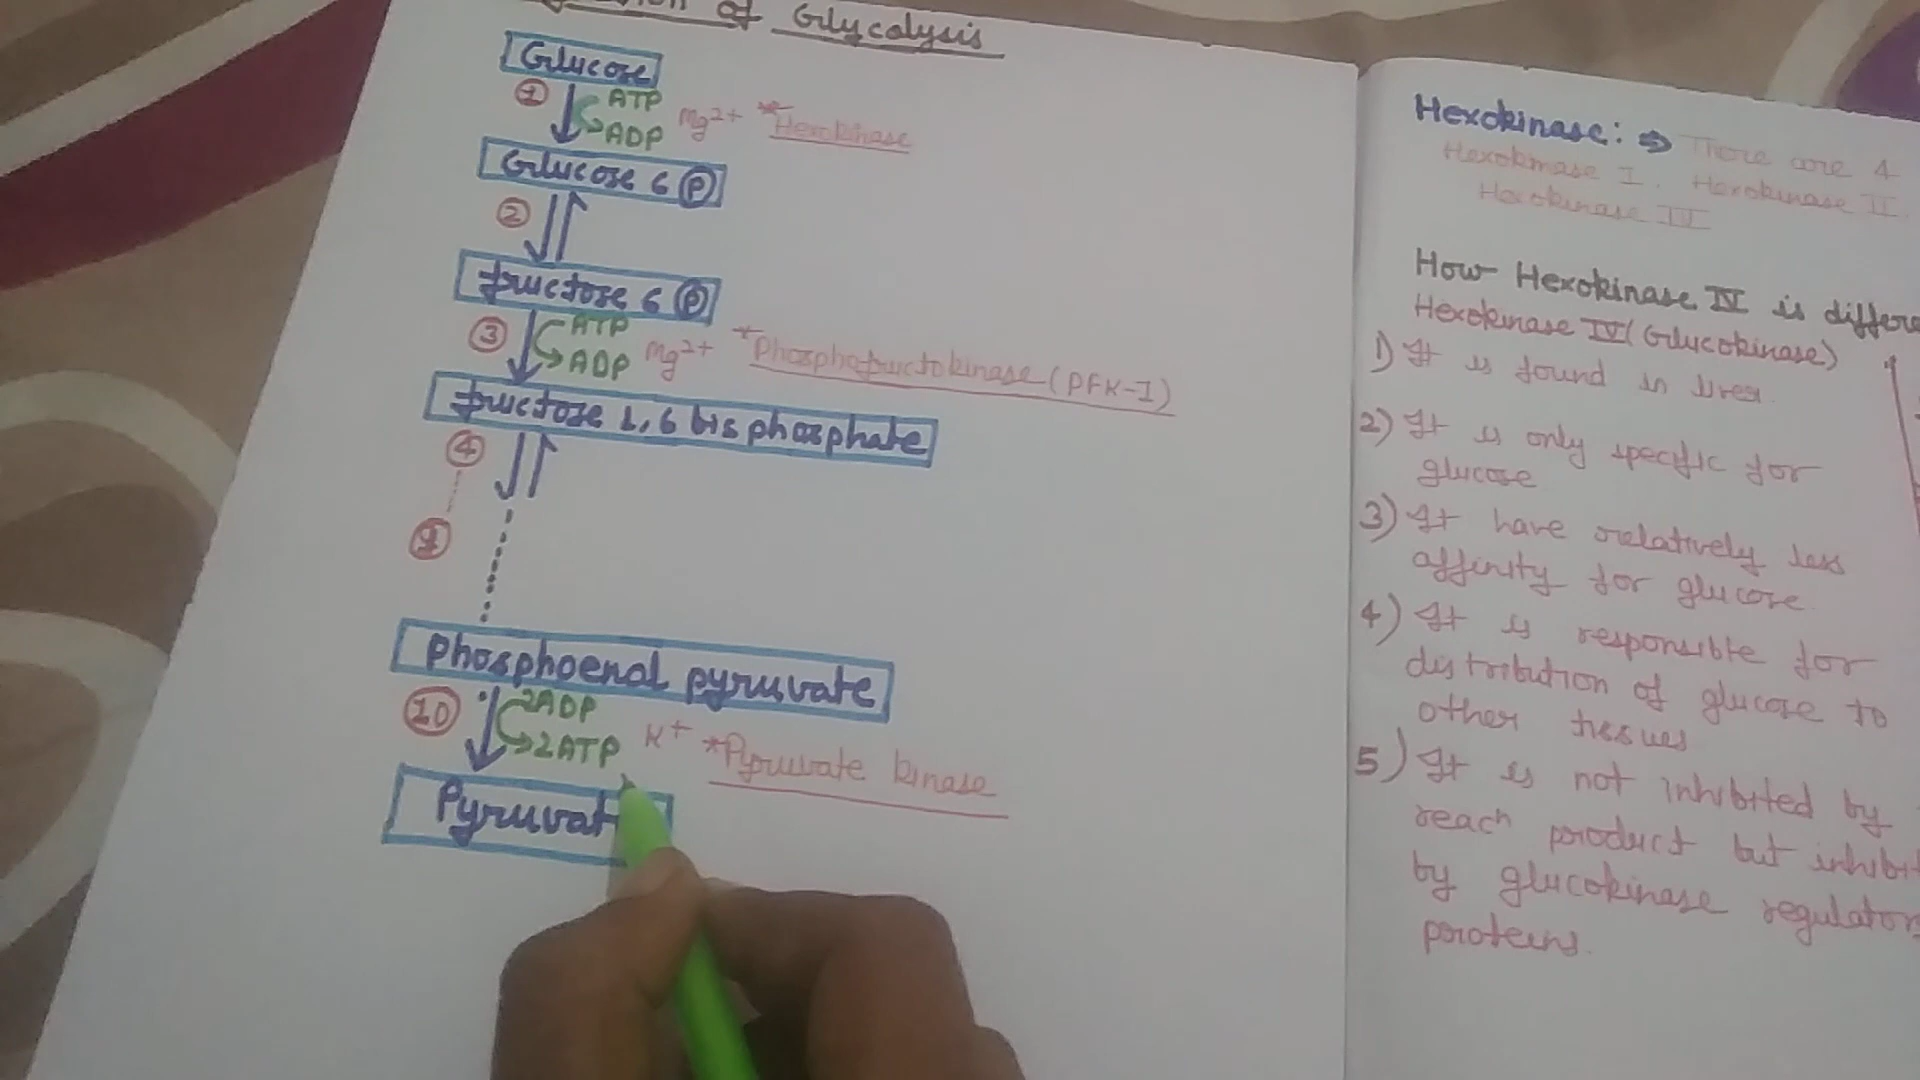 of Glycolysis
Glucose
1
ATP
ADP
Mg2+ *Hexokinase
Glucose 6 P
2
fructose 6 P
3
ATP
ADP
Mg2+ *Phosphofructokinase (PFK-I)
fructose 1,6 bisphosphate
4
9
Phosphoenol pyruvate
10
2ADP
2ATP
K+ *Pyruvate kinase
Pyruvat
Hexokinase: ⇒ There are 4
Hexokinase I, Hexokinase II,
Hexokinase III
How Hexokinase IV is differe
Hexokinase IV (Glucokinase)
1) It is found in liver.
2) It is only specific for
glucose
3) It have relatively less
affinity for glucose.
4) It is responsible for
distribution of glucose to
other tissues
5) It is not inhibited by
reacn product but inhibit
by glucokinase regulator
proteins.